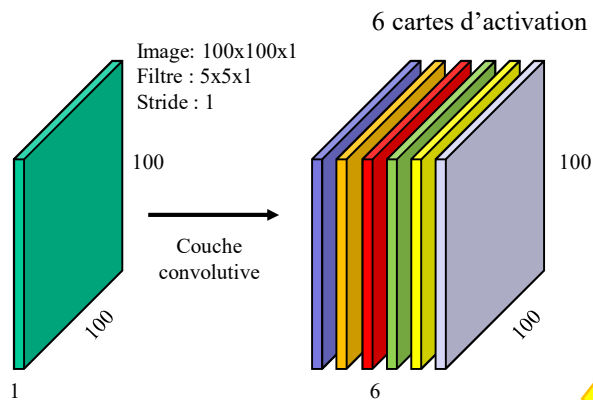 6 cartes d’activation
Image: 100x100x1
Filtre : 5x5x1
Stride : 1
100
100
Couche
convolutive
100
100
1
6